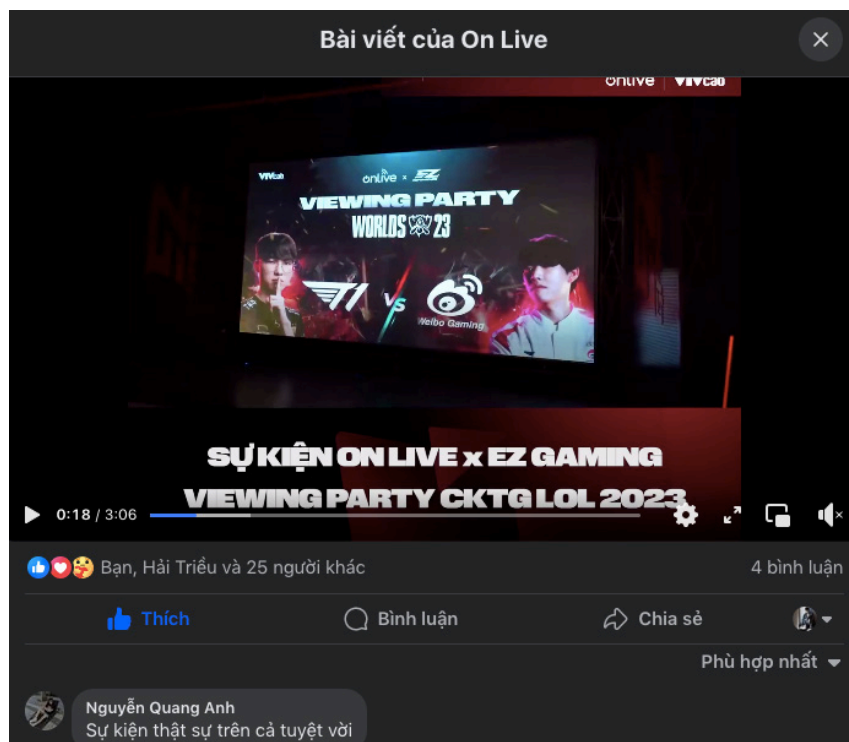 Bài viết của On Live
onlive | VTVcab
VTVcab
onlive × EZ
VIEWING PARTY
WORLDS 23
T1 VS
Weibo Gaming
EZ
SỰ KIỆN ON LIVE x EZ GAMING
VIEWING PARTY CKTG LOL 2023
0:18 / 3:06
Bạn, Hải Triều và 25 người khác
4 bình luận
Thích
Bình luận
Chia sẻ
Phù hợp nhất
Nguyễn Quang Anh
Sự kiện thật sự trên cả tuyệt vời